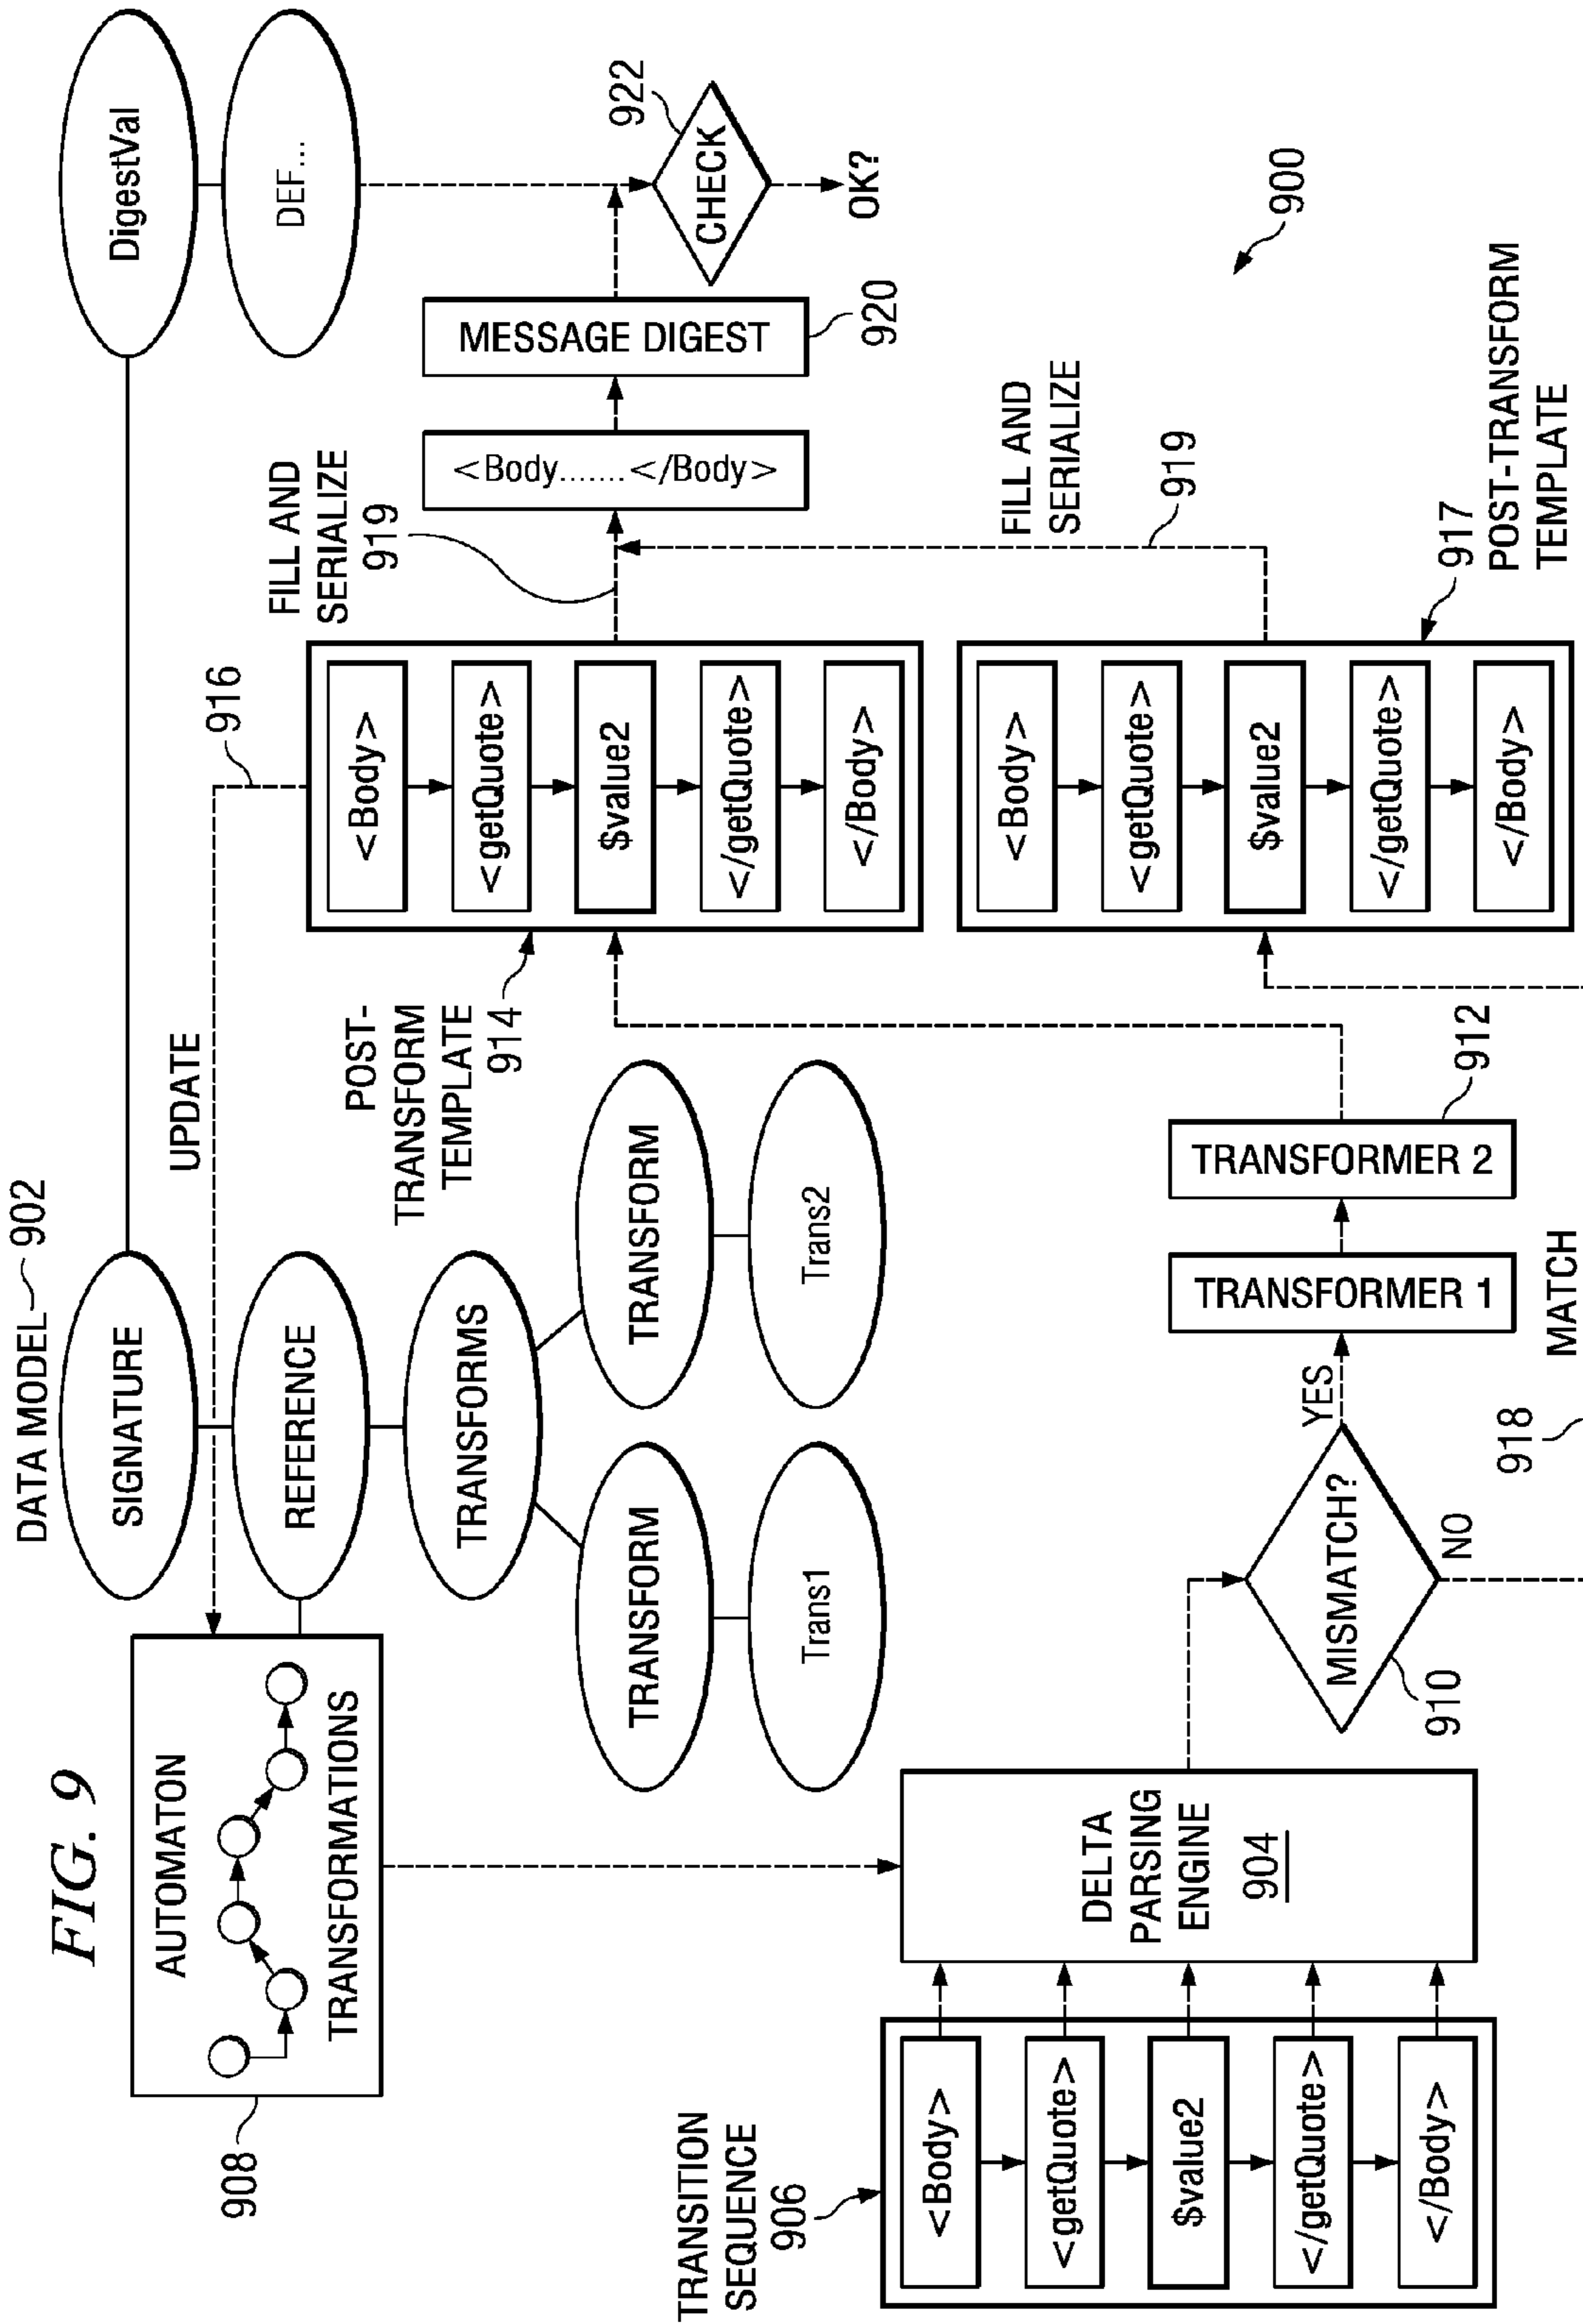 FIG. 9
DATA MODEL 902
908
AUTOMATON
TRANSFORMATIONS
SIGNATURE
REFERENCE
TRANSFORMS
TRANSFORM
Trans1
TRANSFORM
Trans2
UPDATE
916
DigestVal
DEF...
TRANSITION
SEQUENCE
906
<Body>
<getQuote>
$value2
</getQuote>
</Body>
DELTA
PARSING
ENGINE
904
MISMATCH?
910
YES
NO
918
MATCH
TRANSFORMER 1
TRANSFORMER 2
912
POST-
TRANSFORM
TEMPLATE
914
<Body>
<getQuote>
$value2
</getQuote>
</Body>
FILL AND
SERIALIZE
919
<Body.......</Body>
MESSAGE DIGEST
920
CHECK
922
OK?
<Body>
<getQuote>
$value2
</getQuote>
</Body>
FILL AND
SERIALIZE
919
917
POST-TRANSFORM
TEMPLATE
900